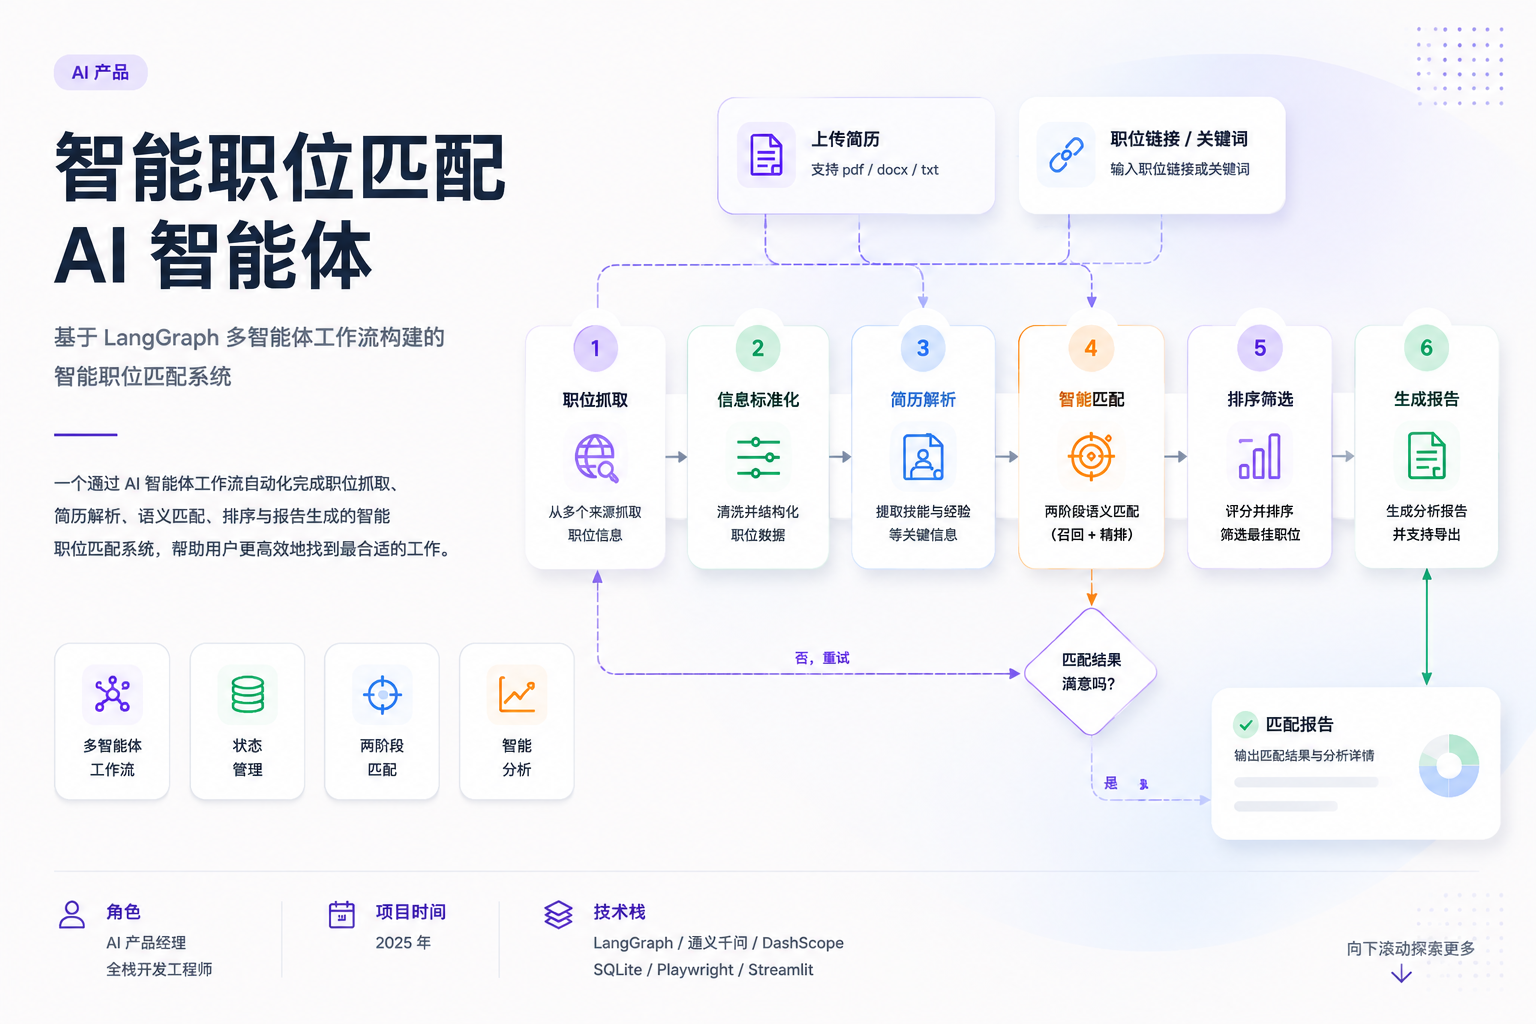 AI 产品
智能职位匹配
AI 智能体
基于 LangGraph 多智能体工作流构建的
智能职位匹配系统
一个通过 AI 智能体工作流自动化完成职位抓取、
简历解析、语义匹配、排序与报告生成的智能
职位匹配系统，帮助用户更高效地找到最合适的工作。
多智能体
工作流
状态
管理
两阶段
匹配
智能
分析
上传简历
支持 pdf / docx / txt
职位链接 / 关键词
输入职位链接或关键词
1
职位抓取
从多个来源抓取
职位信息
2
信息标准化
清洗并结构化
职位数据
3
简历解析
提取技能与经验
等关键信息
4
智能匹配
两阶段语义匹配
（召回 + 精排）
5
排序筛选
评分并排序
筛选最佳职位
6
生成报告
生成分析报告
并支持导出
否，重试
匹配结果
满意吗？
是
匹配报告
输出匹配结果与分析详情
角色
AI 产品经理
全栈开发工程师
项目时间
2025 年
技术栈
LangGraph / 通义千问 / DashScope
SQLite / Playwright / Streamlit
向下滚动探索更多